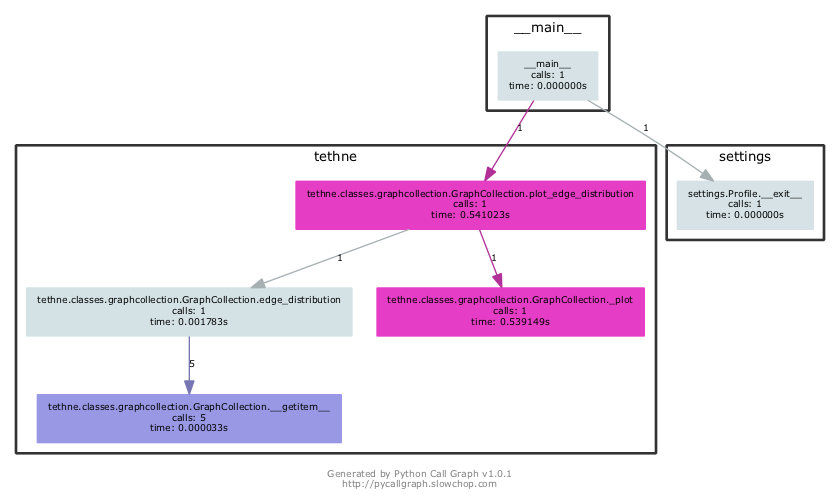 __main__
__main__
calls: 1
time: 0.000000s
1
1
tethne
settings
tethne.classes.graphcollection.GraphCollection.plot_edge_distribution
calls: 1
time: 0.541023s
settings.Profile.__exit__
calls: 1
time: 0.000000s
1
1
tethne.classes.graphcollection.GraphCollection.edge_distribution
calls: 1
time: 0.001783s
tethne.classes.graphcollection.GraphCollection._plot
calls: 1
time: 0.539149s
5
tethne.classes.graphcollection.GraphCollection.__getitem__
calls: 5
time: 0.000033s
Generated by Python Call Graph v1.0.1
http://pycallgraph.slowchop.com